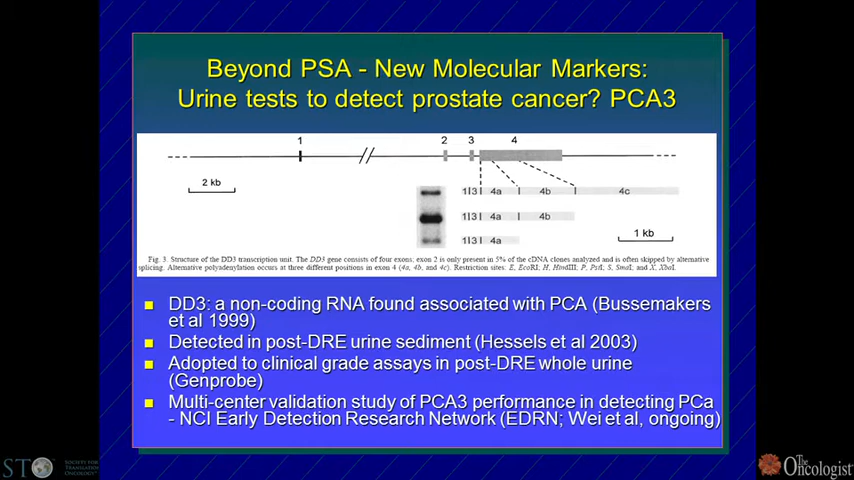 Beyond PSA - New Molecular Markers:
Urine tests to detect prostate cancer? PCA3
1
2 3 4
2 kb
1 3 4a 4b 4c
1 3 4a 4b
1 3 4a
1 kb
Fig. 3. Structure of the DD3 transcription unit. The DD3 gene consists of four exons; exon 2 is only present in 5% of the cDNA clones analyzed and is often skipped by alternative
splicing. Alternative polyadenylation occurs at three different positions in exon 4 (4a, 4b, and 4c). Restriction sites: E, EcoRI; H, HindIII; P, PstI; S, SmaI; and X, XbaI.
DD3: a non-coding RNA found associated with PCA (Bussemakers
et al 1999)
Detected in post-DRE urine sediment (Hessels et al 2003)
Adopted to clinical grade assays in post-DRE whole urine
(Genprobe)
Multi-center validation study of PCA3 performance in detecting PCa
- NCI Early Detection Research Network (EDRN; Wei et al, ongoing)
STO
SOCIETY FOR
TRANSLATIONAL
ONCOLOGY
The
Oncologist